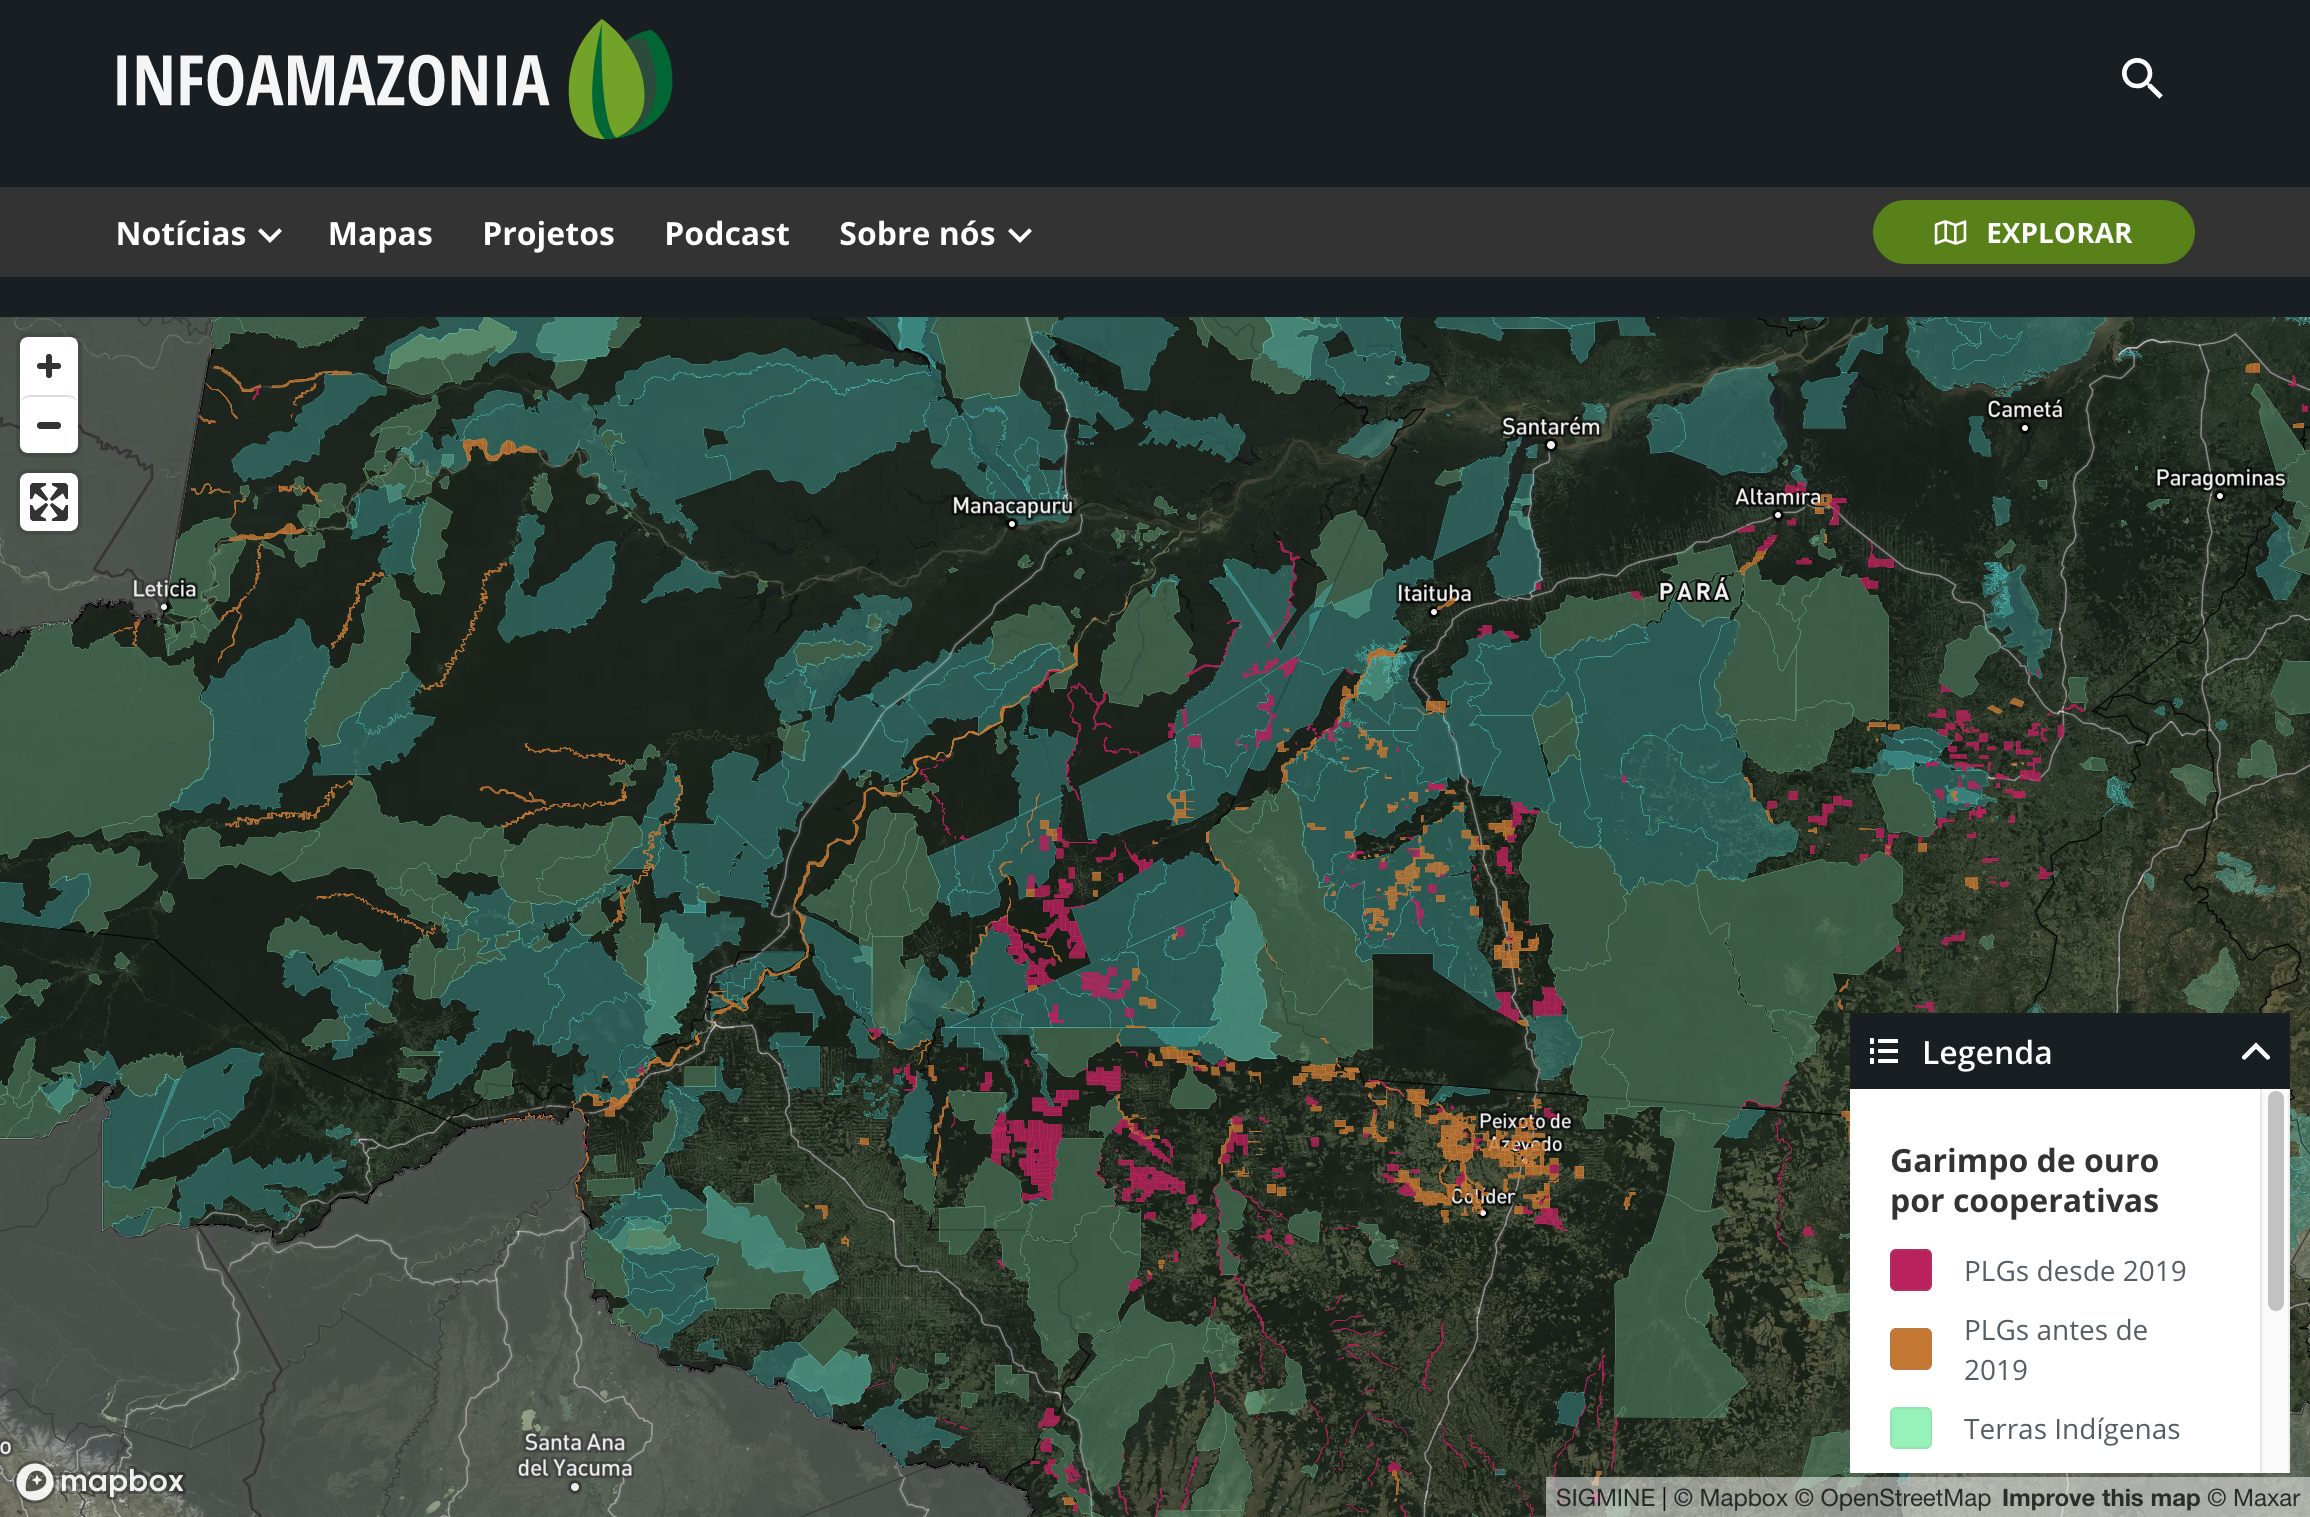 INFOAMAZONIA
Notícias
Mapas
Projetos
Podcast
Sobre nós
EXPLORAR
Santarém
Cametá
Paragominas
Manacapuru
Altamira
Leticia
Itaituba
PARÁ
Peixoto de
Azevedo
Colider
Legenda
Garimpo de ouro
por cooperativas
PLGs desde 2019
PLGs antes de
2019
Terras Indígenas
Santa Ana
del Yacuma
o
mapbox
SIGMINE | © Mapbox © OpenStreetMap Improve this map © Maxar